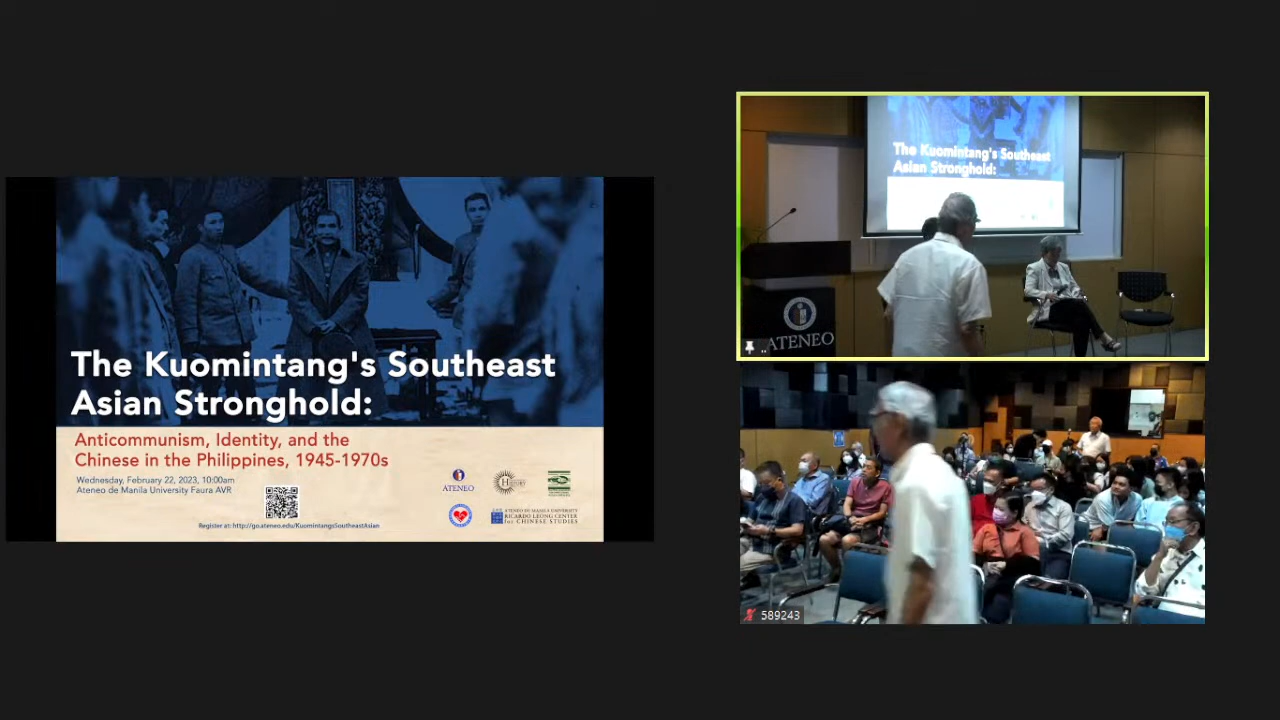 The Kuomintang's Southeast
Asian Stronghold:
Anticommunism, Identity, and the
Chinese in the Philippines, 1945-1970s
Wednesday, February 22, 2023, 10:00am
Ateneo de Manila University Faura AVR
Register at: http://go.ateneo.edu/KuomintangsSoutheastAsian
ATENEO
HISTORY
ATENEO DE MANILA UNIVERSITY
RICARDO LEONG CENTER
for CHINESE STUDIES
The Kuomintang's Southeast
Asian Stronghold:
ATENEO
..
589243